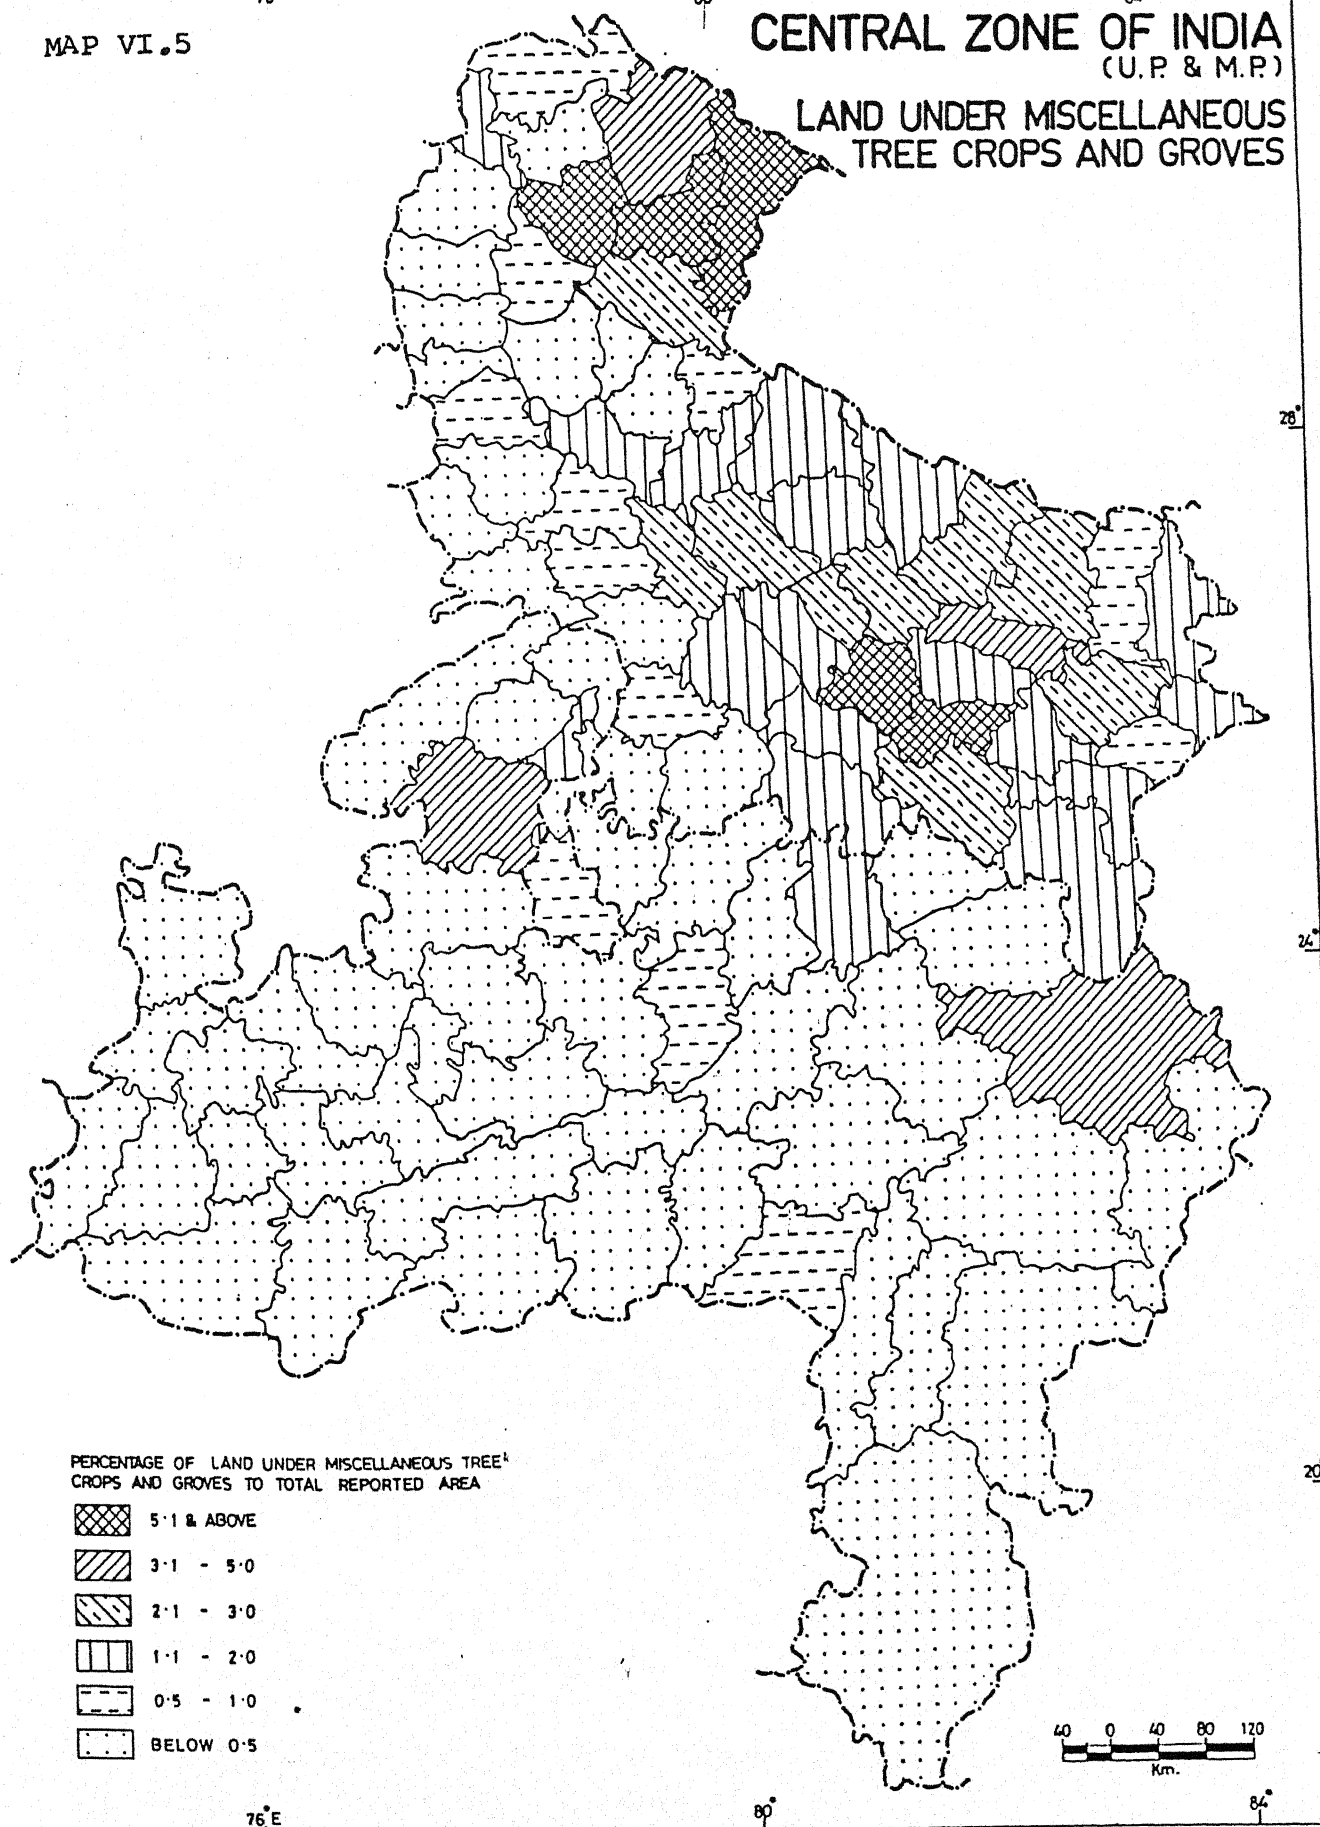 MAP VI.5
CENTRAL ZONE OF INDIA
(U.P. & M.P.)
LAND UNDER MISCELLANEOUS
TREE CROPS AND GROVES
28°
24°
20
PERCENTAGE OF LAND UNDER MISCELLANEOUS TREE
CROPS AND GROVES TO TOTAL REPORTED AREA
5·1 & ABOVE
3·1 - 5·0
2·1 - 3·0
1·1 - 2·0
0·5 - 1·0
BELOW 0·5
40 0 40 80 120
Km.
76°E 80° 84°